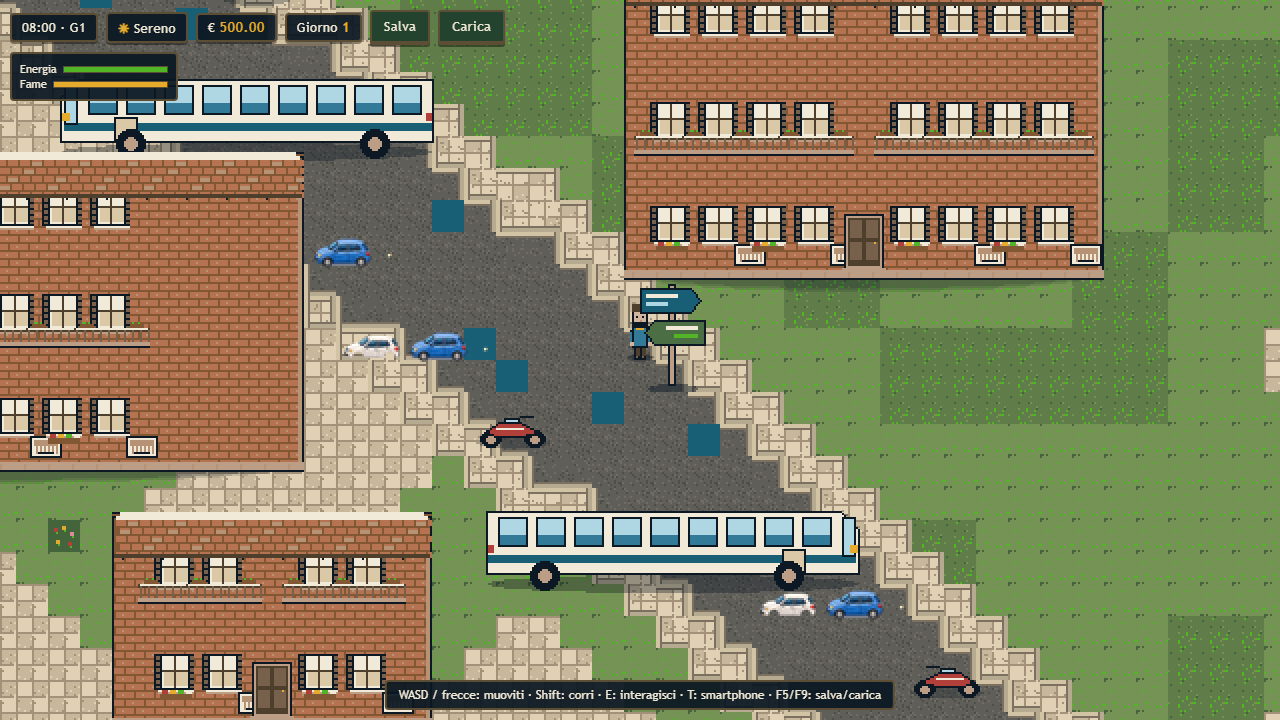 08:00 · G1
Sereno
€ 500.00
Giorno 1
Salva
Carica
Energia
Fame
WASD / frecce: muoviti · Shift: corri · E: interagisci · T: smartphone · F5/F9: salva/carica